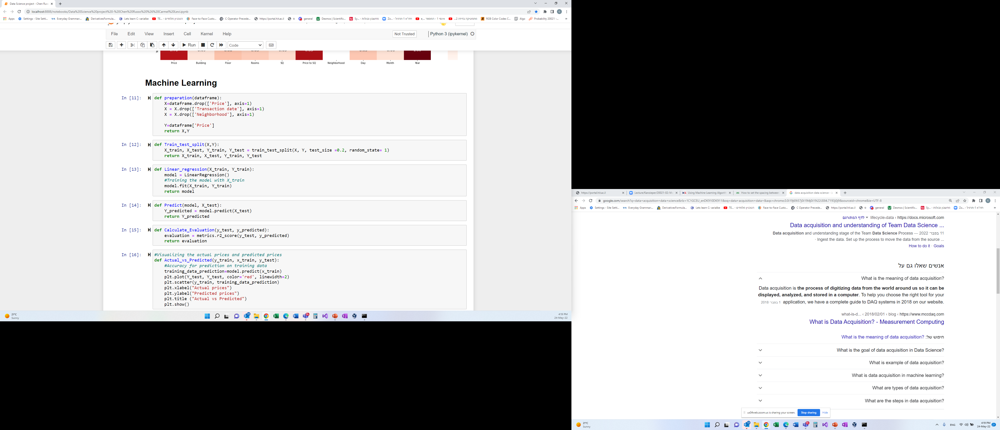 Data Science project - Chen Russ
localhost:8888/notebooks/Data%20Science%20project%20-%20Chen%20Russo%20%26%20Carmel%20Levi.ipynb
Apps
Settings - Site Setti...
Everyday Grammar:...
DerivativesFormula...
Lets learn C: varialbe
TE... - הטכניון מלמדים
Face-to-Face Custo...
C Operator Precede...
https://portal.hit.ac.il
פ
general
Desmos | Scientific...
Sy... - מחשבון גבולות
Zo... - חדו"א 1-תרגיל
אינפי 1 - המספר e,...
מתמטיקה בדידה 2...
RGB Color Codes C...
Algo
Probability 20021 -...
»
File Edit View Insert Cell Kernel Help
Not Trusted
Python 3 (ipykernel)
Run
Code
Price Building Floor Rooms SQ Price to SQ Neighborhood Day Month Year
Machine Learning
In [11]:
def preparation(dataframe):
X=dataframe.drop(['Price'], axis=1)
X = X.drop(['Transaction date'], axis=1)
X = X.drop(['Neighborhood'], axis=1)
Y=dataframe['Price']
return X,Y
In [12]:
def Train_test_split(X,Y):
X_train, X_test, Y_train, Y_test = train_test_split(X, Y, test_size =0.2, random_state= 1)
return X_train, X_test, Y_train, Y_test
In [13]:
def Linear_regression(X_train, Y_train):
model = LinearRegression()
#Training the model with X_train
model.fit(X_train, Y_train)
return model
In [14]:
def Predict(model, X_test):
Y_predicted = model.predict(X_test)
return Y_predicted
In [15]:
def Calculate_Evaluation(y_test, y_predicted):
evaluation = metrics.r2_score(y_test, y_predicted)
return evaluation
In [16]:
#Visualizing the actual prices and predicted prices
def Actual_vs_Predicted(y_train, x_train, y_test):
#Accuracy for prediction on training data
training_data_prediction=model.predict(x_train)
plt.plot(Y_test, Y_test, color='red', linewidth=2)
plt.scatter(y_train, training_data_prediction)
plt.xlabel("Actual prices")
plt.ylabel("Predicted prices")
plt.title ("Actual vs Predicted")
plt.show()
21°C
Sunny
4:19 PM
24-May-22
https://portal.hit.ac.il
Lecture/Kanzieper/20021-02: Mo
Using Machine Learning Algorith
How to set the spacing between
data acquisition data science - כ
google.com/search?q=data+acquisition+data+science&rlz=1C1GCEU_enDK910DK911&oq=data+acquisition+data+&aqs=chrome.0.0i19j69i57j0i19l4j0i19i22i30l4.7193j0j9&sourceid=chrome&ie=UTF-8
Apps
Settings - Site Setti...
Everyday Grammar:...
DerivativesFormula...
Lets learn C: varialbe
TE... - הטכניון מלמדים
Face-to-Face Custo...
C Operator Precede...
https://portal.hit.ac.il
פ
general
Desmos | Scientific...
Sy... - מחשבון גבולות
Zo... - חדו"א 1-תרגיל
»
https://docs.microsoft.com › lifecycle-data ▼ לדף המתורגם
Data acquisition and understanding of Team Data Science ...
11 בפבר׳ 2022 — Data acquisition and understanding stage of the Team Data Science Process
· Ingest the data. Set up the process to move the data from the source ...
How to do it · Goals
אנשים שאלו גם על
What is the meaning of data acquisition?
Data acquisition is the process of digitizing data from the world around us so it can be
displayed, analyzed, and stored in a computer. To help you choose the right tool for your
application, we have a complete guide to DAQ systems in 2018 on our website. 1 בפבר׳ 2018
https://www.mccdaq.com › blog › 2018/02/01 › what-is-d...
What is Data Acquisition? - Measurement Computing
חיפוש של: What is the meaning of data acquisition?
What is the goal of data acquisition in Data Science?
What is example of data acquisition?
What is data acquisition in machine learning?
What are types of data acquisition?
What are the steps in data acquisition?
us04web.zoom.us is sharing your screen.
Stop sharing
Hide
21°C
Sunny
ENG
4:19 PM
24-May-22
21